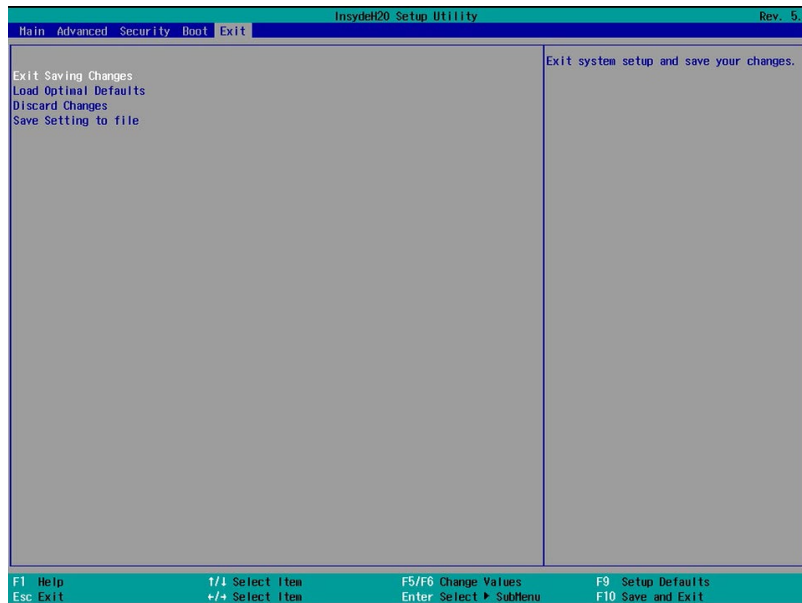 InsydeH20 Setup Utility Rev. 5.
Main Advanced Security Boot Exit
Exit system setup and save your changes.
Exit Saving Changes
Load Optimal Defaults
Discard Changes
Save Setting to file
F1 Help ↑/↓ Select Item F5/F6 Change Values F9 Setup Defaults
Esc Exit ←/→ Select Item Enter Select ▶ SubMenu F10 Save and Exit